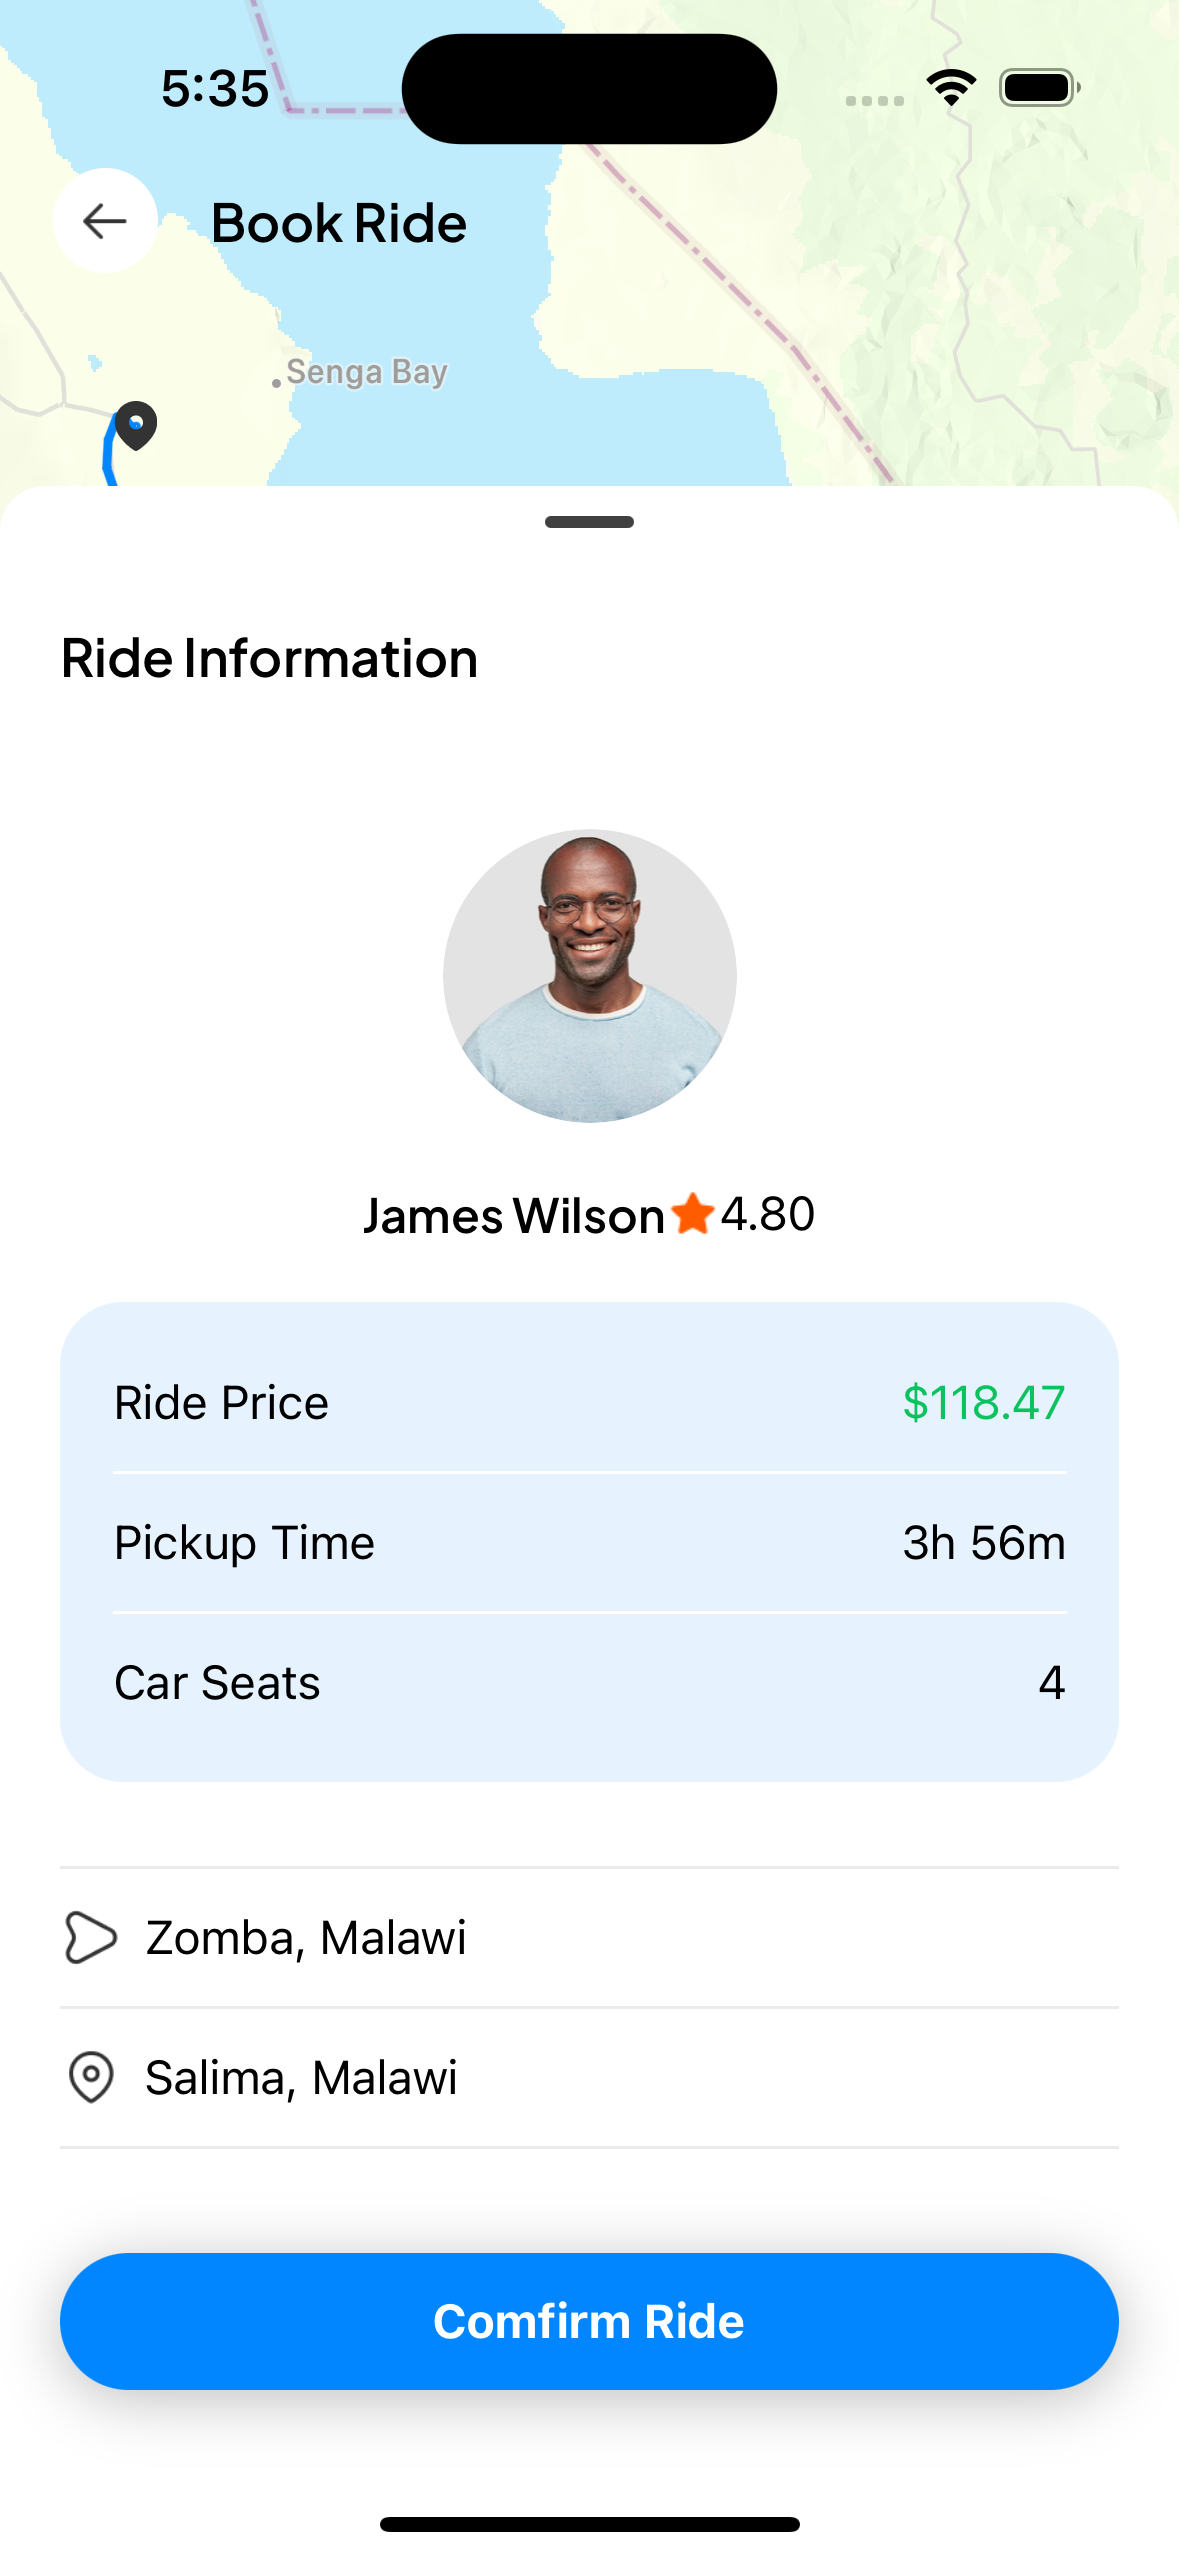 5:35
Book Ride
Senga Bay
Ride Information
James Wilson 4.80
Ride Price $118.47
Pickup Time 3h 56m
Car Seats 4
Zomba, Malawi
Salima, Malawi
Comfirm Ride